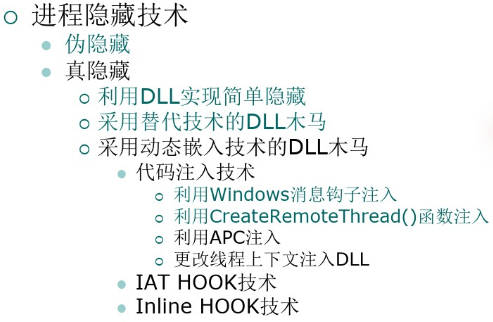 进程隐藏技术
伪隐藏
真隐藏
利用DLL实现简单隐藏
采用替代技术的DLL木马
采用动态嵌入技术的DLL木马
代码注入技术
利用Windows消息钩子注入
利用CreateRemoteThread()函数注入
利用APC注入
更改线程上下文注入DLL
IAT HOOK技术
Inline HOOK技术